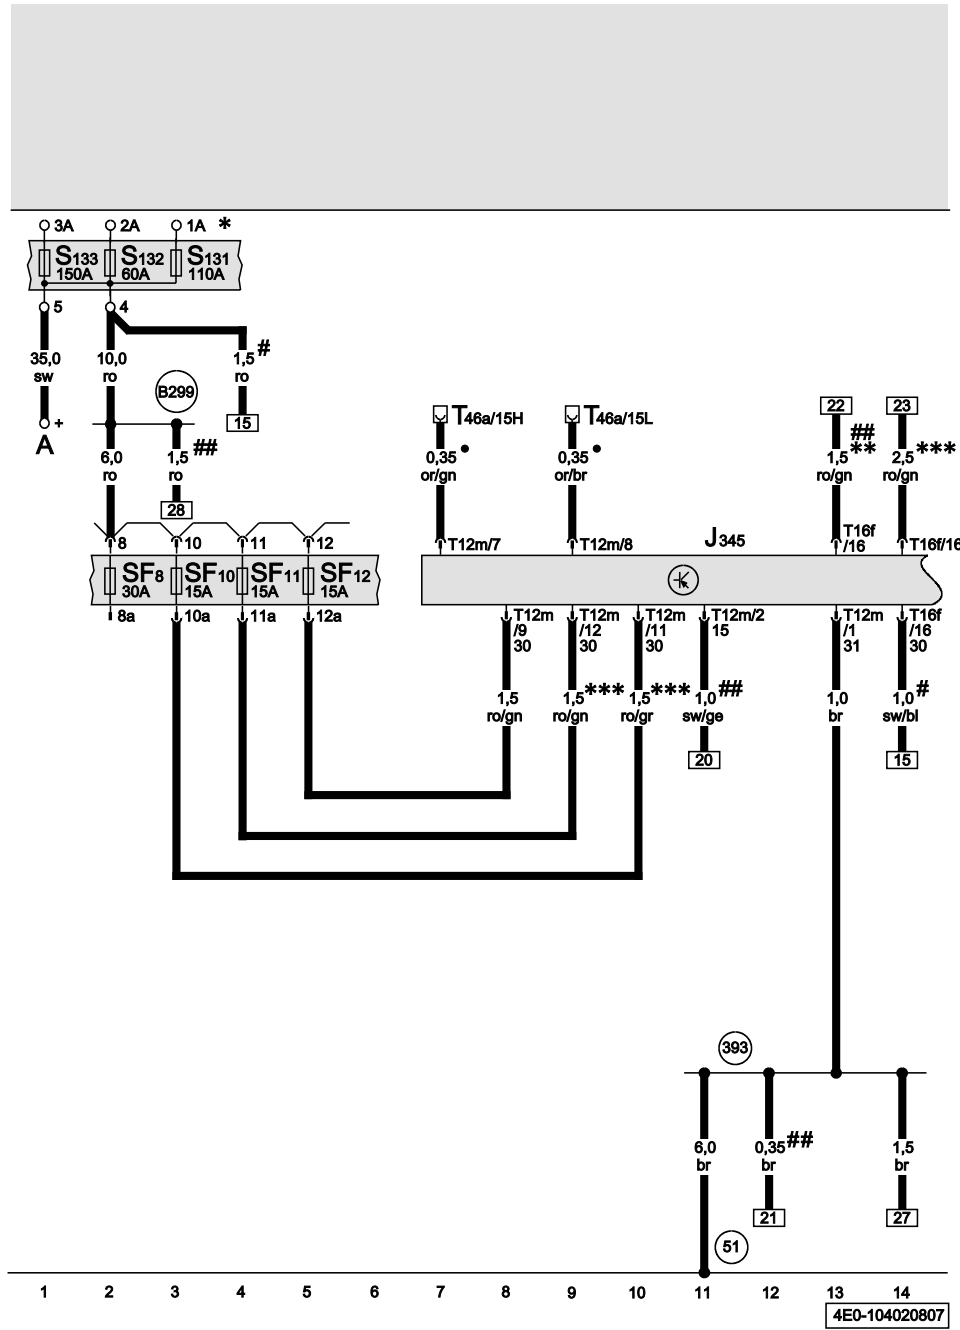 3A 2A 1A *
S133 S132 S131
150A 60A 110A
5 4
35,0 10,0 1,5 #
sw ro ro
B299
15
A +
6,0 1,5 ##
ro ro
28
T46a/15H T46a/15L 22 23
0,35 • 0,35 • 1,5 ## ** 2,5 ***
or/gn or/br ro/gn ro/gn
8 10 11 12
T12m/7 T12m/8 J345 T16f T16f/16
/16
SF8 SF10 SF11 SF12
30A 15A 15A 15A
8a 10a 11a 12a
T12m T12m T12m T12m/2 T12m T16f
/9 /12 /11 15 /1 /16
30 30 30 31 30
1,5 1,5 *** 1,5 *** 1,0 ## 1,0 1,0 #
ro/gn ro/gn ro/gr sw/ge br sw/bl
20 15
393
6,0 0,35 ## 1,5
br br br
21 27
51
1 2 3 4 5 6 7 8 9 10 11 12 13 14
4E0-104020807